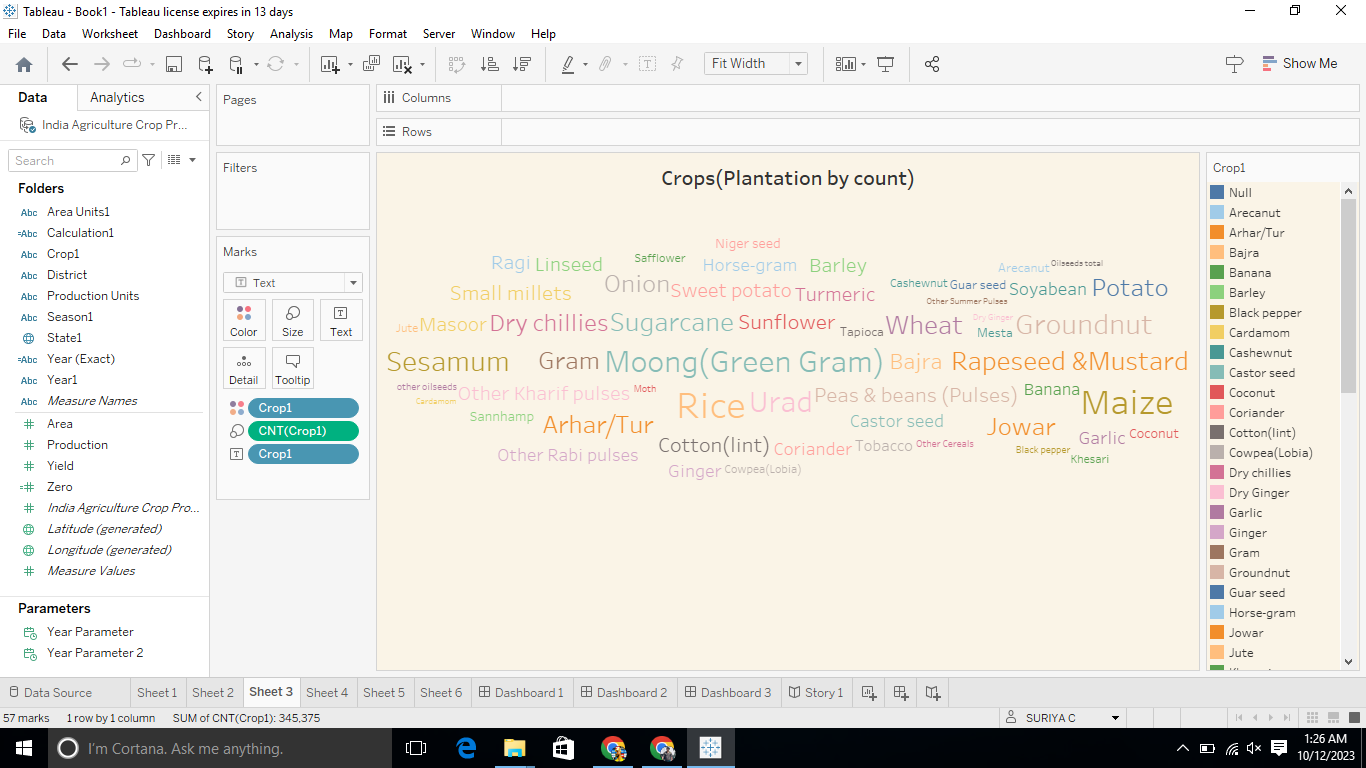 Tableau - Book1 - Tableau license expires in 13 days
File Data Worksheet Dashboard Story Analysis Map Format Server Window Help
Fit Width
Show Me
Data Analytics
India Agriculture Crop Pr...
Search
Folders
Abc Area Units1
=Abc Calculation1
Abc Crop1
Abc District
Abc Production Units
Abc Season1
State1
=Abc Year (Exact)
Abc Year1
Abc Measure Names
Area
Production
Yield
Zero
India Agriculture Crop Pro...
Latitude (generated)
Longitude (generated)
Measure Values
Parameters
Year Parameter
Year Parameter 2
Pages
Filters
Marks
Text
Color Size Text
Detail Tooltip
Crop1
CNT(Crop1)
Crop1
Columns
Rows
Crops(Plantation by count)
Niger seed
Ragi Linseed Safflower Horse-gram Barley Arecanut Oilseeds total
Small millets Onion Sweet potato Turmeric Cashewnut Guar seed Soyabean Potato
Other Summer Pulses
Jute Masoor Dry chillies Sugarcane Sunflower Tapioca Wheat Dry Ginger Mesta Groundnut
Sesamum Gram Moong(Green Gram) Bajra Rapeseed &Mustard
other oilseeds Other Kharif pulses Moth Peas & beans (Pulses) Banana
Cardamom Rice Urad Maize
Sannhamp Arhar/Tur Castor seed Jowar
Cotton(lint) Coriander Tobacco Other Cereals Garlic Coconut
Other Rabi pulses Black pepper Khesari
Ginger Cowpea(Lobia)
Crop1
Null
Arecanut
Arhar/Tur
Bajra
Banana
Barley
Black pepper
Cardamom
Cashewnut
Castor seed
Coconut
Coriander
Cotton(lint)
Cowpea(Lobia)
Dry chillies
Dry Ginger
Garlic
Ginger
Gram
Groundnut
Guar seed
Horse-gram
Jowar
Jute
Data Source Sheet 1 Sheet 2 Sheet 3 Sheet 4 Sheet 5 Sheet 6 Dashboard 1 Dashboard 2 Dashboard 3 Story 1
57 marks 1 row by 1 column SUM of CNT(Crop1): 345,375 SURIYA C
I'm Cortana. Ask me anything.
1:26 AM
10/12/2023